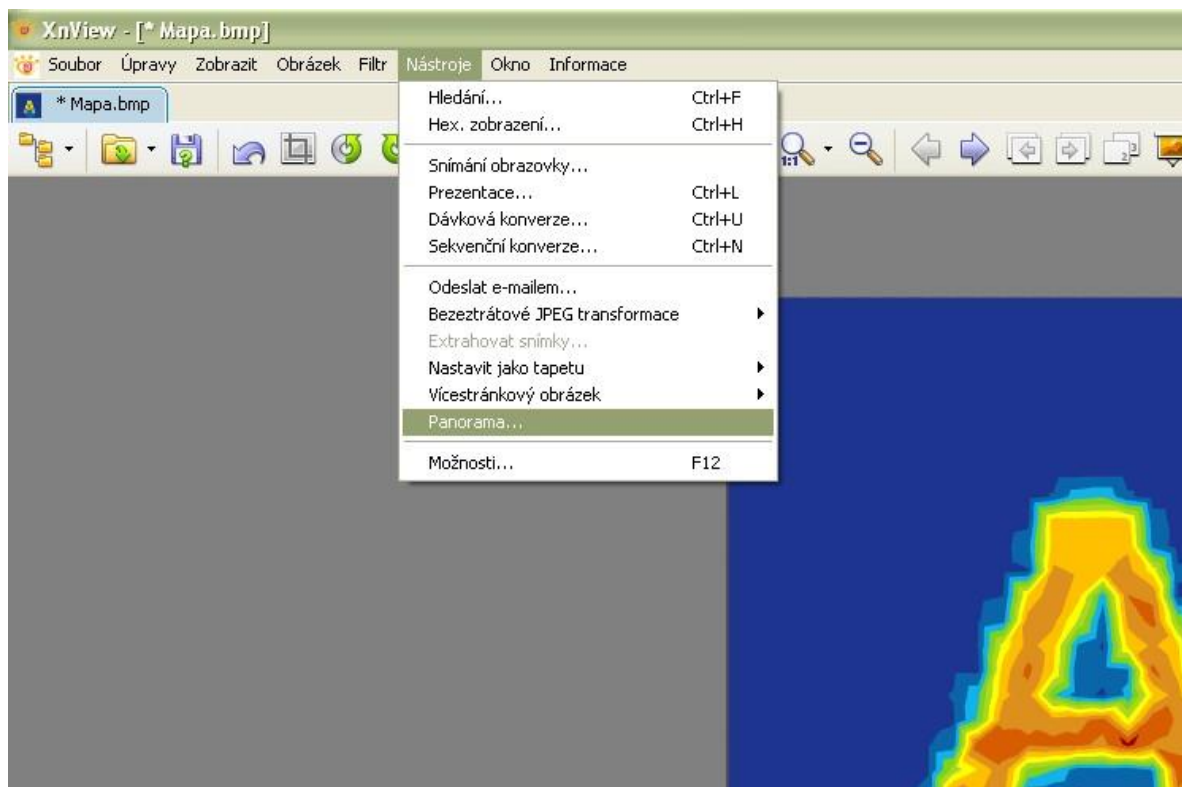 XnView - [* Mapa.bmp]
Soubor Úpravy Zobrazit Obrázek Filtr Nástroje Okno Informace
* Mapa.bmp
Hledání... Ctrl+F
Hex. zobrazení... Ctrl+H
1:1
Snímání obrazovky...
Prezentace... Ctrl+L
Dávková konverze... Ctrl+U
Sekvenční konverze... Ctrl+N
Odeslat e-mailem...
Bezeztrátové JPEG transformace
Extrahovat snímky...
Nastavit jako tapetu
Vícestránkový obrázek
Panorama...
Možnosti... F12
A